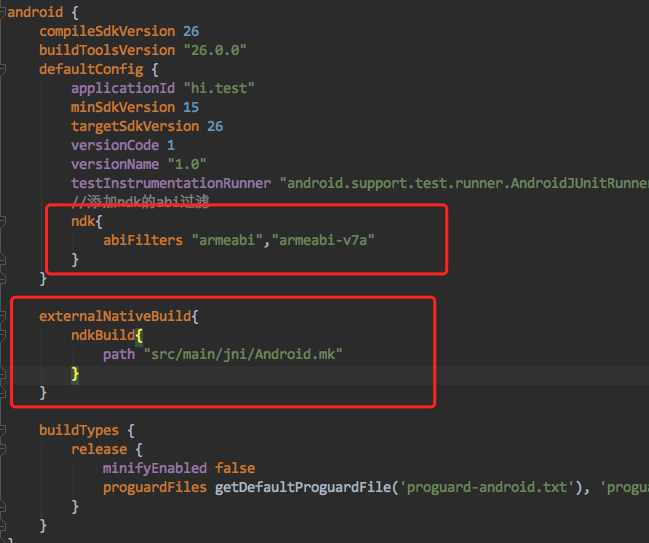 android {
compileSdkVersion 26
buildToolsVersion "26.0.0"
defaultConfig {
applicationId "hi.test"
minSdkVersion 15
targetSdkVersion 26
versionCode 1
versionName "1.0"
testInstrumentationRunner "android.support.test.runner.AndroidJUnitRunner
//添加ndk的abi过滤
ndk{
abiFilters "armeabi","armeabi-v7a"
}
}
externalNativeBuild{
ndkBuild{
path "src/main/jni/Android.mk"
}
}
buildTypes {
release {
minifyEnabled false
proguardFiles getDefaultProguardFile('proguard-android.txt'), 'progua
}
}